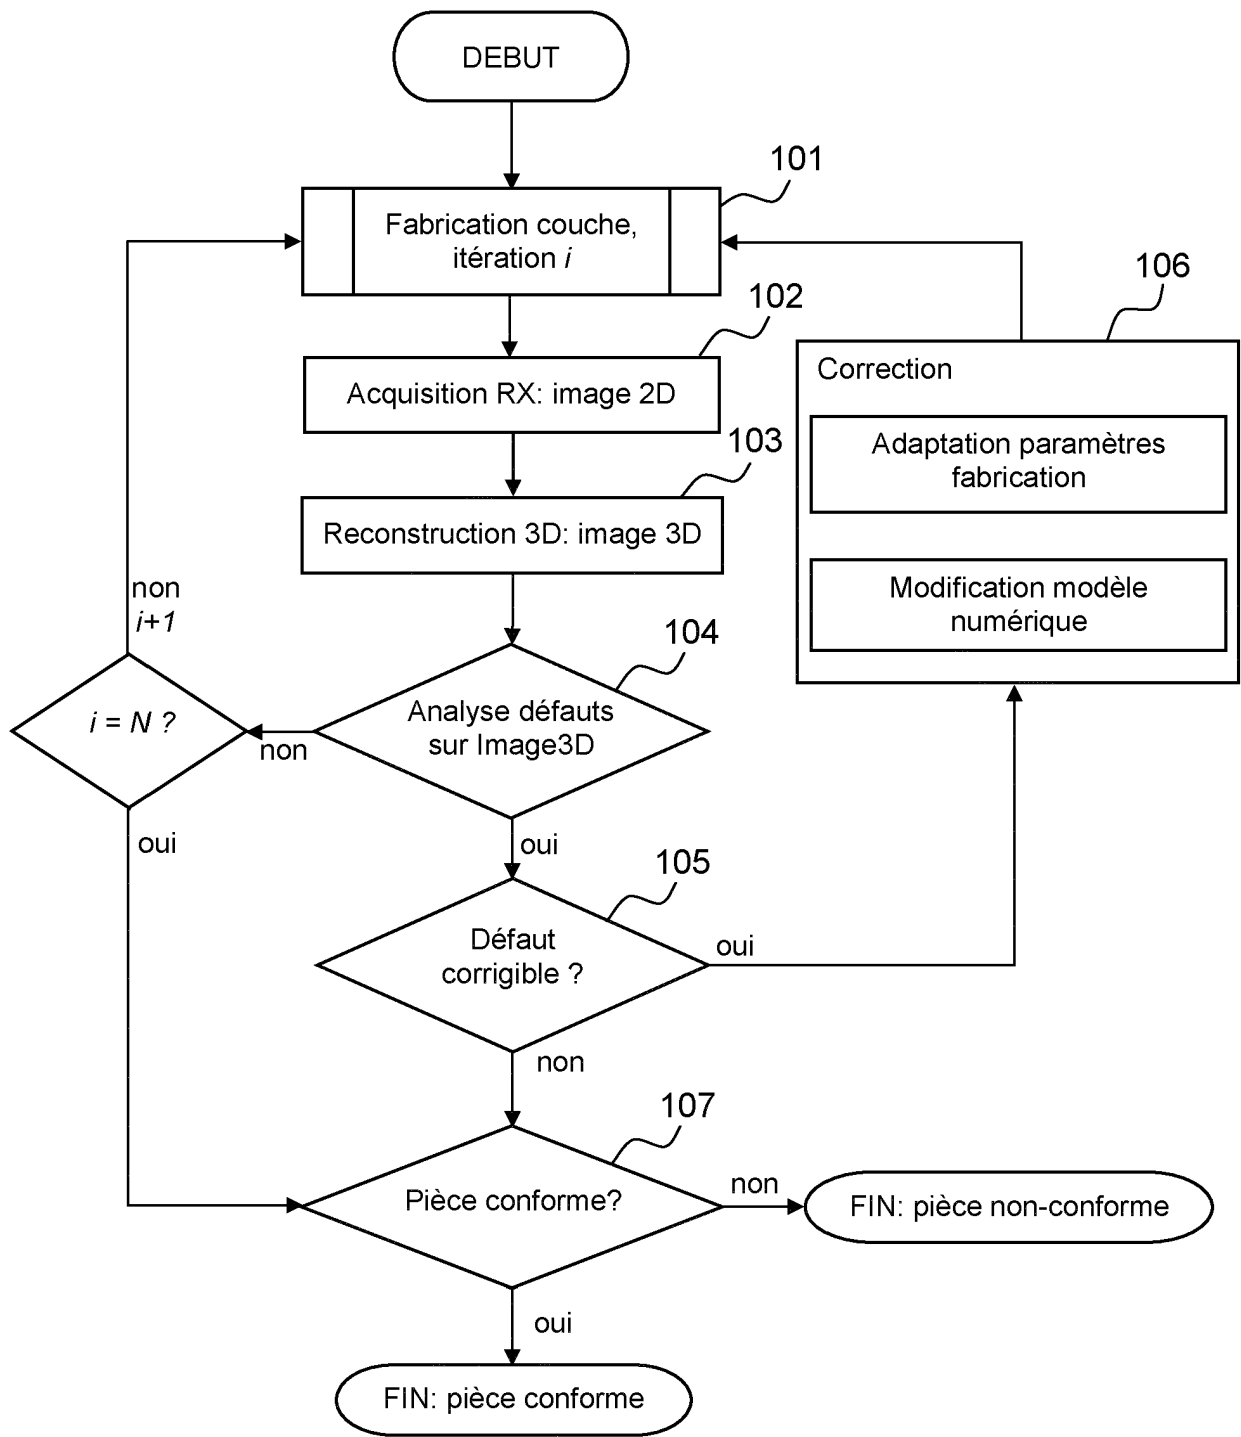 DEBUT
101
Fabrication couche,
itération i
106
102
Correction
Acquisition RX: image 2D
Adaptation paramètres
fabrication
103
Reconstruction 3D: image 3D
Modification modèle
numérique
non
i+1
104
i = N ?
Analyse défauts
sur Image3D
non
oui
oui
105
Défaut
corrigible ?
oui
non
107
Pièce conforme?
non
FIN: pièce non-conforme
oui
FIN: pièce conforme